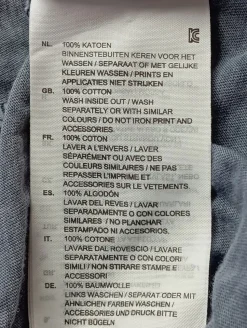 NL: 100% KATOEN
BINNENSTEBUITEN KEREN VOOR HET
WASSEN / SEPARAAT OF MET GELIJKE
KLEUREN WASSEN / PRINTS EN
APPLICATIES NIET STRIJKEN
GB: 100% COTTON
WASH INSIDE OUT / WASH
SEPARATELY OR WITH SIMILAR
COLOURS / DO NOT IRON PRINT AND
ACCESSORIES.
FR: 100% COTON
LAVER A L'ENVERS / LAVER
SÉPARÉMENT OU AVEC DES
COULEURS SIMILAIRES / NE PAS
REPASSER L'IMPRIME ET
ACCESSORIES SUR LE VETEMENTS.
ES: 100% ALGODÓN
LAVAR DEL REVES / LAVAR
SEPARADAMENTE O CON COLORES
SIMILARES / NO PLANCHAR
ESTAMPADO NI ACCESORIOS.
IT: 100% COTONE
LAVARE DAL ROVESCIO / LAVARE
SEPARATAMENTE O CON COLORI
SIMILI / NON STIRARE STAMPE E
ACCESSORI
DE: 100% BAUMWOLLE
LINKS WASCHEN / SEPARAT ODER MIT
ÄHNLICHEN FARBEN WASCHEN /
ACCESSOIRES UND DRUCK BITTE
NICHT BÜGELN